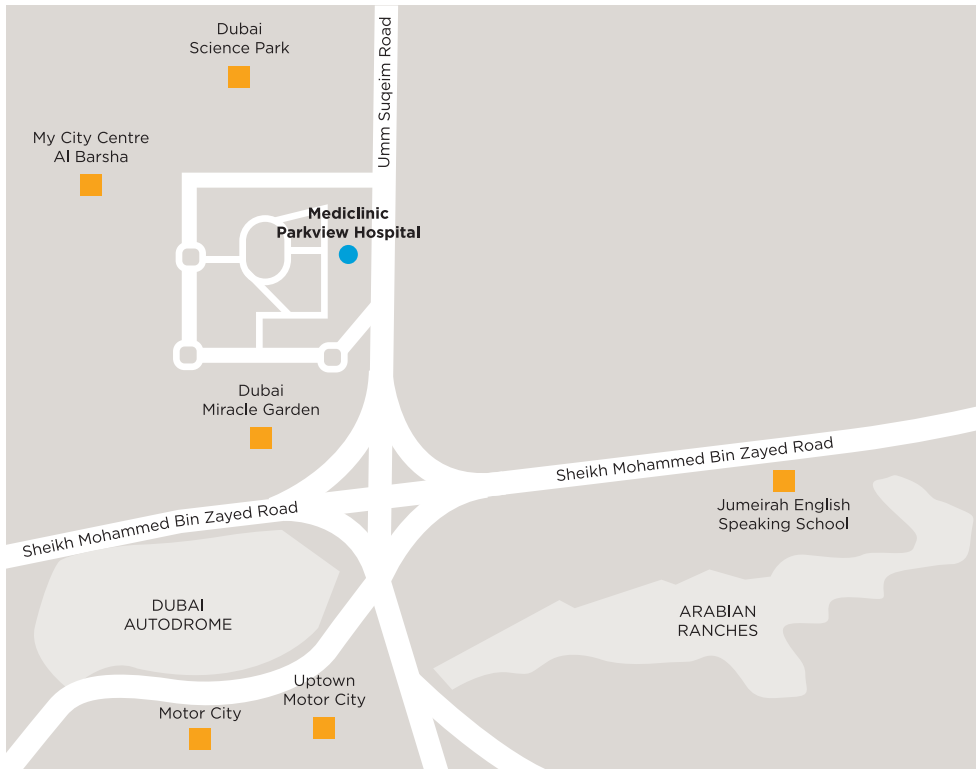 Dubai
Science Park
Umm Suqeim Road
My City Centre
Al Barsha
Mediclinic
Parkview Hospital
Dubai
Miracle Garden
Sheikh Mohammed Bin Zayed Road
Sheikh Mohammed Bin Zayed Road
Jumeirah English
Speaking School
DUBAI
AUTODROME
ARABIAN
RANCHES
Uptown
Motor City
Motor City